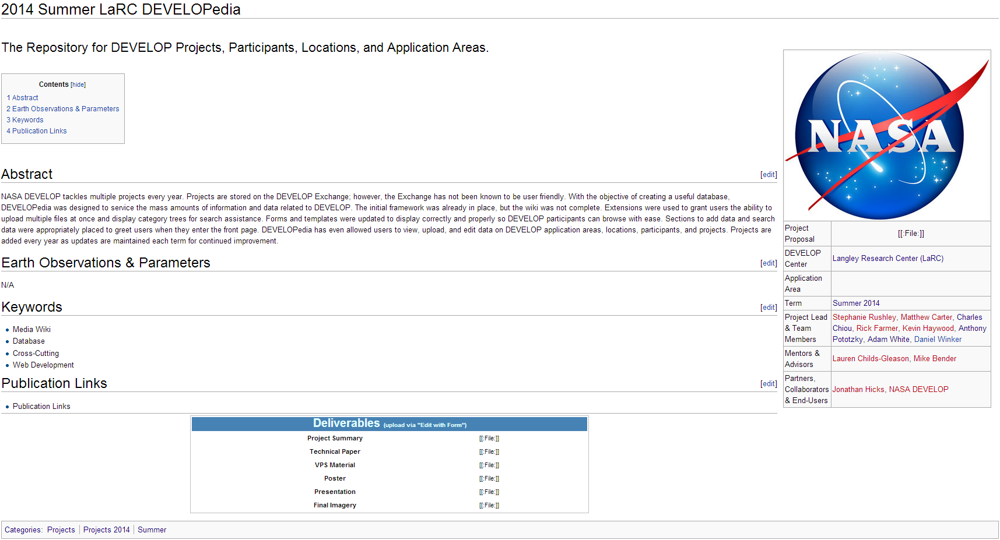 2014 Summer LaRC DEVELOPedia
The Repository for DEVELOP Projects, Participants, Locations, and Application Areas.
Contents [hide]
1 Abstract
2 Earth Observations & Parameters
3 Keywords
4 Publication Links
Abstract [edit]
NASA DEVELOP tackles multiple projects every year. Projects are stored on the DEVELOP Exchange; however, the Exchange has not been known to be user friendly. With the objective of creating a useful database,
DEVELOPedia was designed to service the mass amounts of information and data related to DEVELOP. The initial framework was already in place, but the wiki was not complete. Extensions were used to grant users the ability to
upload multiple files at once and display category trees for search assistance. Forms and templates were updated to display correctly and properly so DEVELOP participants can browse with ease. Sections to add data and search
data were appropriately placed to greet users when they enter the front page. DEVELOPedia has even allowed users to view, upload, and edit data on DEVELOP application areas, locations, participants, and projects. Projects are
added every year as updates are maintained each term for continued improvement.
Earth Observations & Parameters [edit]
N/A
Keywords [edit]
Media Wiki
Database
Cross-Cutting
Web Development
Publication Links [edit]
Publication Links
Deliverables (upload via "Edit with Form")
Project Summary [[:File:]]
Technical Paper [[:File:]]
VPS Material [[:File:]]
Poster [[:File:]]
Presentation [[:File:]]
Final Imagery [[:File:]]
NASA
Project
Proposal
[[:File:]]
DEVELOP
Center
Langley Research Center (LaRC)
Application
Area
Term
Summer 2014
Project Lead
& Team
Members
Stephanie Rushley, Matthew Carter, Charles
Chiou, Rick Farmer, Kevin Haywood, Anthony
Pototzky, Adam White, Daniel Winker
Mentors &
Advisors
Lauren Childs-Gleason, Mike Bender
Partners,
Collaborators
& End-Users
Jonathan Hicks, NASA DEVELOP
Categories: Projects | Projects 2014 | Summer